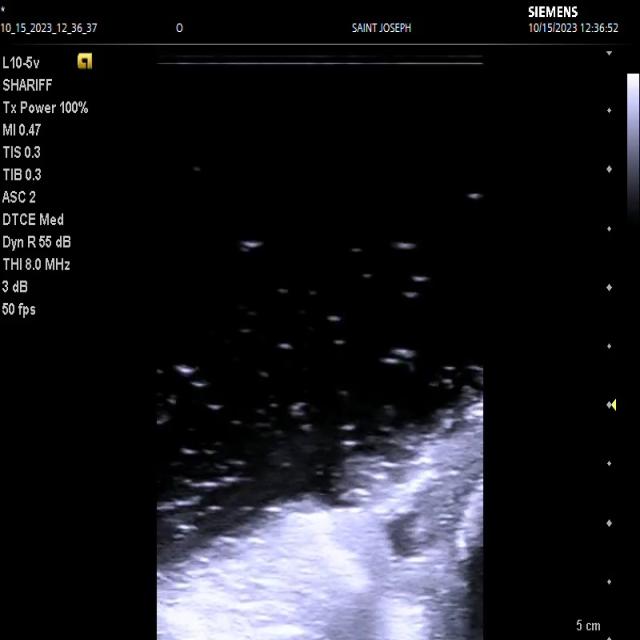 *
SIEMENS
10_15_2023_12_36_37 O SAINT JOSEPH 10/15/2023 12:36:52
L10-5v
SHARIFF
Tx Power 100%
MI 0.47
TIS 0.3
TIB 0.3
ASC 2
DTCE Med
Dyn R 55 dB
THI 8.0 MHz
3 dB
50 fps
5 cm